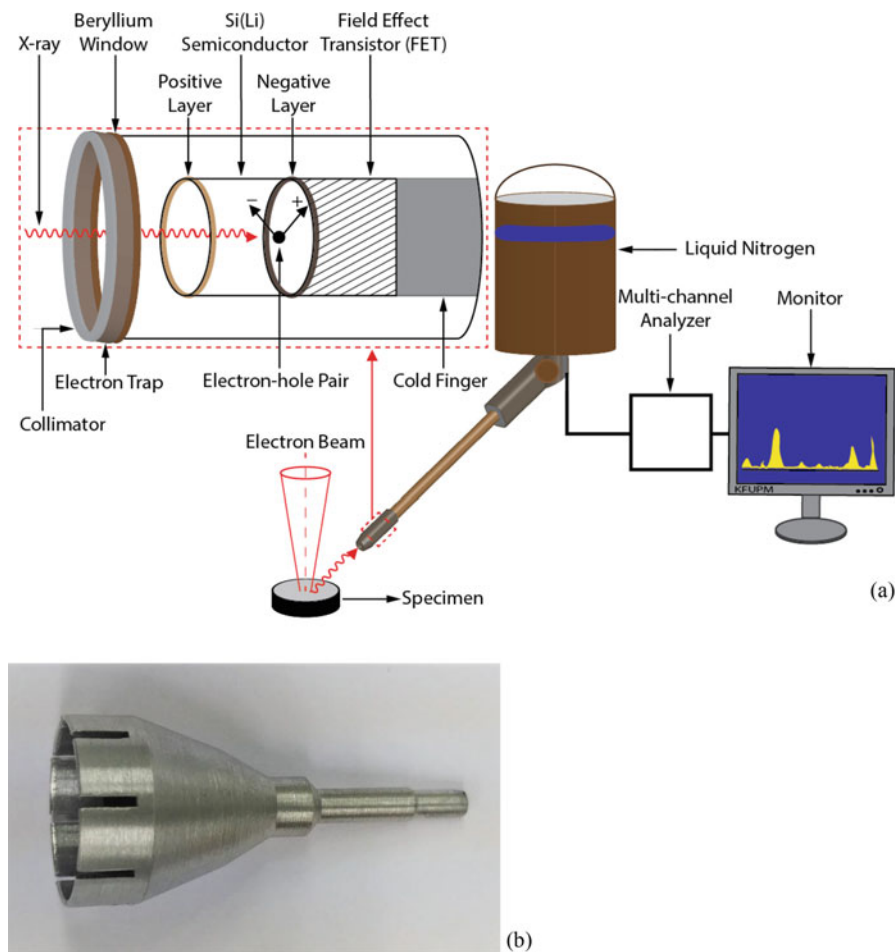 X-ray
Beryllium
Window
Si(Li)
Semiconductor
Field Effect
Transistor (FET)
Positive
Layer
Negative
Layer
−
+
Liquid Nitrogen
Multi-channel
Analyzer
Monitor
Electron Trap
Electron-hole Pair
Cold Finger
Collimator
Electron Beam
KFUPM
Specimen
(a)
(b)